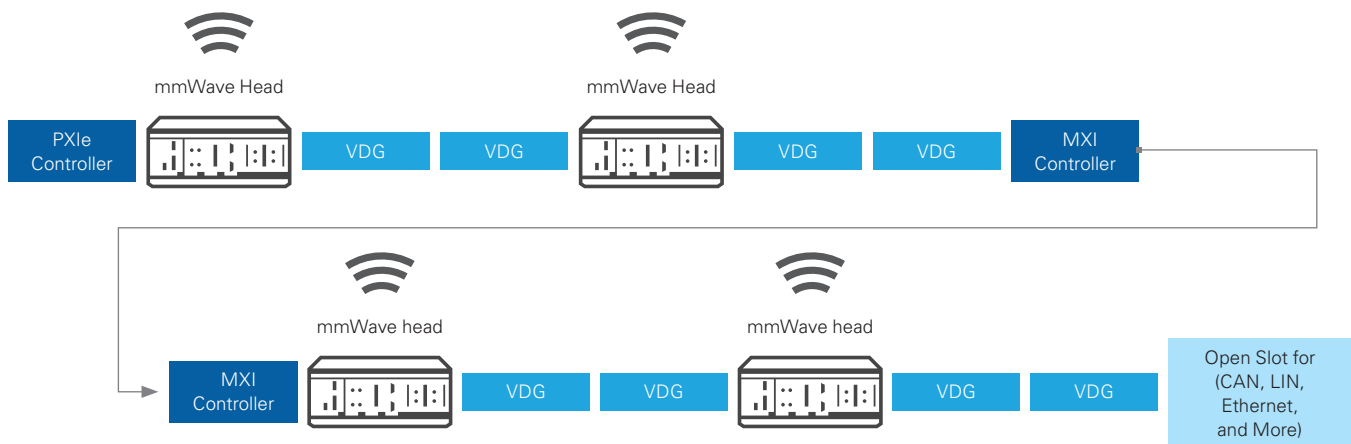 mmWave Head
mmWave Head
PXIe
Controller
VDG
VDG
VDG
VDG
MXI
Controller
mmWave head
mmWave head
MXI
Controller
VDG
VDG
VDG
VDG
Open Slot for
(CAN, LIN,
Ethernet,
and More)